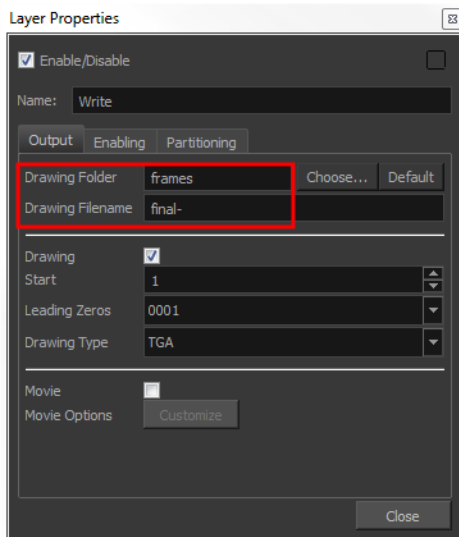 Layer Properties
Enable/Disable
Name: Write
Output Enabling Partitioning
Drawing Folder frames Choose... Default
Drawing Filename final-
Drawing
Start 1
Leading Zeros 0001
Drawing Type TGA
Movie
Movie Options Customize
Close